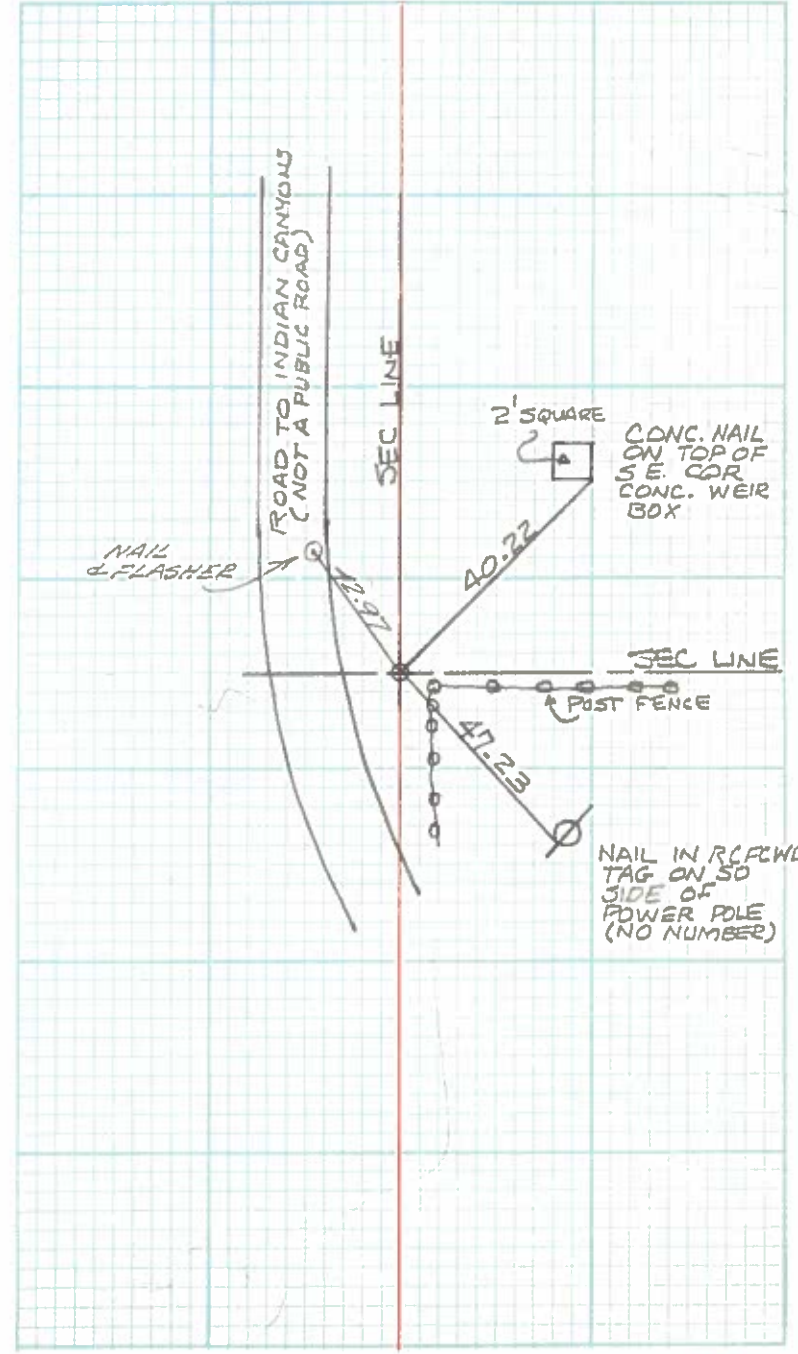 ROAD TO INDIAN CANYONS
(NOT A PUBLIC ROAD)
SEC LINE
2' SQUARE
CONC. NAIL
ON TOP OF
S E. COR
CONC. WEIR
BOX
NAIL
& FLASHER
12.97
40.22
SEC LINE
POST FENCE
47.23
NAIL IN RCFCWD
TAG ON SO
SIDE OF
POWER POLE
(NO NUMBER)